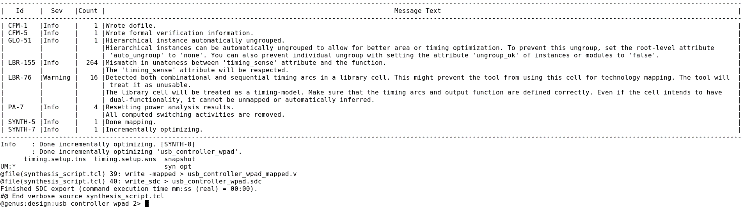 | Id | Sev |Count | Message Text |
| CFM-1 |Info | 1 |Wrote dofile. |
| CFM-5 |Info | 1 |Wrote formal verification information. |
| GLO-51 |Info | 1 |Hierarchical instance automatically ungrouped. |
| | | |Hierarchical instances can be automatically ungrouped to allow for better area or timing optimization. To prevent this ungroup, set the root-level attribute |
| | | | 'auto_ungroup' to 'none'. You can also prevent individual ungroup with setting the attribute 'ungroup_ok' of instances or modules to 'false'. |
| LBR-155 |Info | 264 |Mismatch in unateness between 'timing_sense' attribute and the function. |
| | | |The 'timing_sense' attribute will be respected. |
| LBR-76 |Warning | 16 |Detected both combinational and sequential timing arcs in a library cell. This might prevent the tool from using this cell for technology mapping. The tool will |
| | | | treat it as unusable. |
| | | |The library cell will be treated as a timing-model. Make sure that the timing arcs and output function are defined correctly. Even if the cell intends to have |
| | | | dual-functionality, it cannot be unmapped or automatically inferred. |
| PA-7 |Info | 4 |Resetting power analysis results. |
| | | |All computed switching activities are removed. |
| SYNTH-5 |Info | 1 |Done mapping. |
| SYNTH-7 |Info | 1 |Incrementally optimizing. |
Info : Done incrementally optimizing. [SYNTH-8]
: Done incrementally optimizing 'usb_controller_wpad'.
timing.setup.tns timing.setup.wns snapshot
UM:* syn_opt
@file(synthesis_script.tcl) 39: write -mapped > usb_controller_wpad_mapped.v
@file(synthesis_script.tcl) 40: write_sdc > usb_controller_wpad.sdc
Finished SDC export (command execution time mm:ss (real) = 00:00).
#@ End verbose source synthesis_script.tcl
@genus:design:usb_controller_wpad 2>